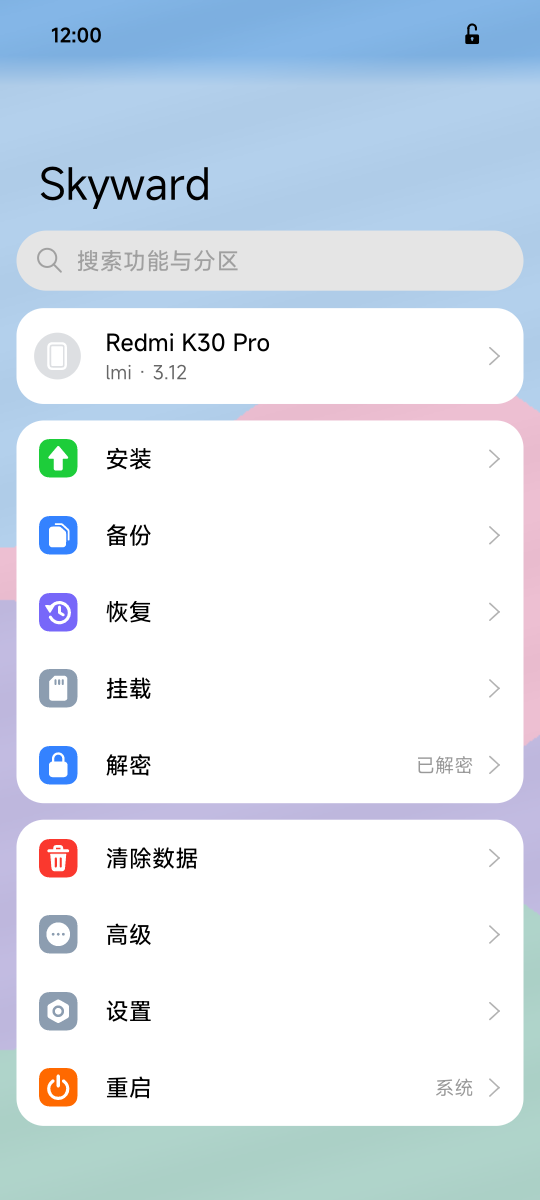 12:00
Skyward
搜索功能与分区
Redmi K30 Pro
lmi · 3.12
安装
备份
恢复
挂载
解密
已解密
清除数据
高级
设置
重启
系统